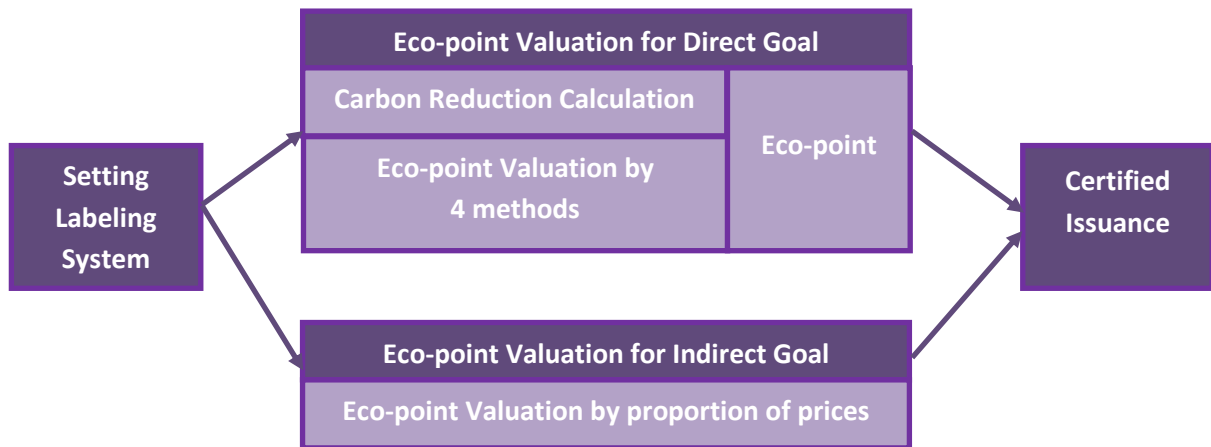 Setting
Labeling
System
Eco-point Valuation for Direct Goal
Carbon Reduction Calculation
Eco-point Valuation by
4 methods
Eco-point
Eco-point Valuation for Indirect Goal
Eco-point Valuation by proportion of prices
Certified
Issuance